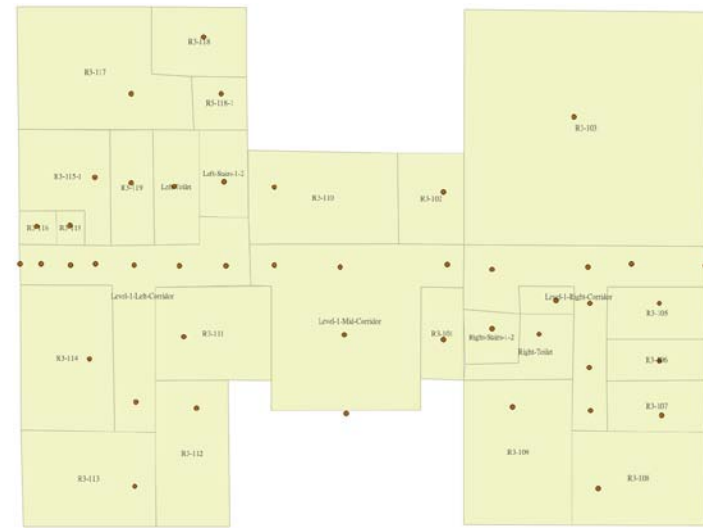 R3-118
R3-117
R3-116-1
R3-103
R3-115-1
R3-119
Left-Toilet
Left-Stairs-1-2
R3-110
R3-102
R3-116
R3-115
Level-1-Left-Corridor
Level-1-Right-Corridor
R3-105
R3-111
Level-1-Mid-Corridor
R3-101
Right-Stairs-1-2
Right-Toilet
R3-114
R3-106
R3-107
R3-112
R3-113
R3-108